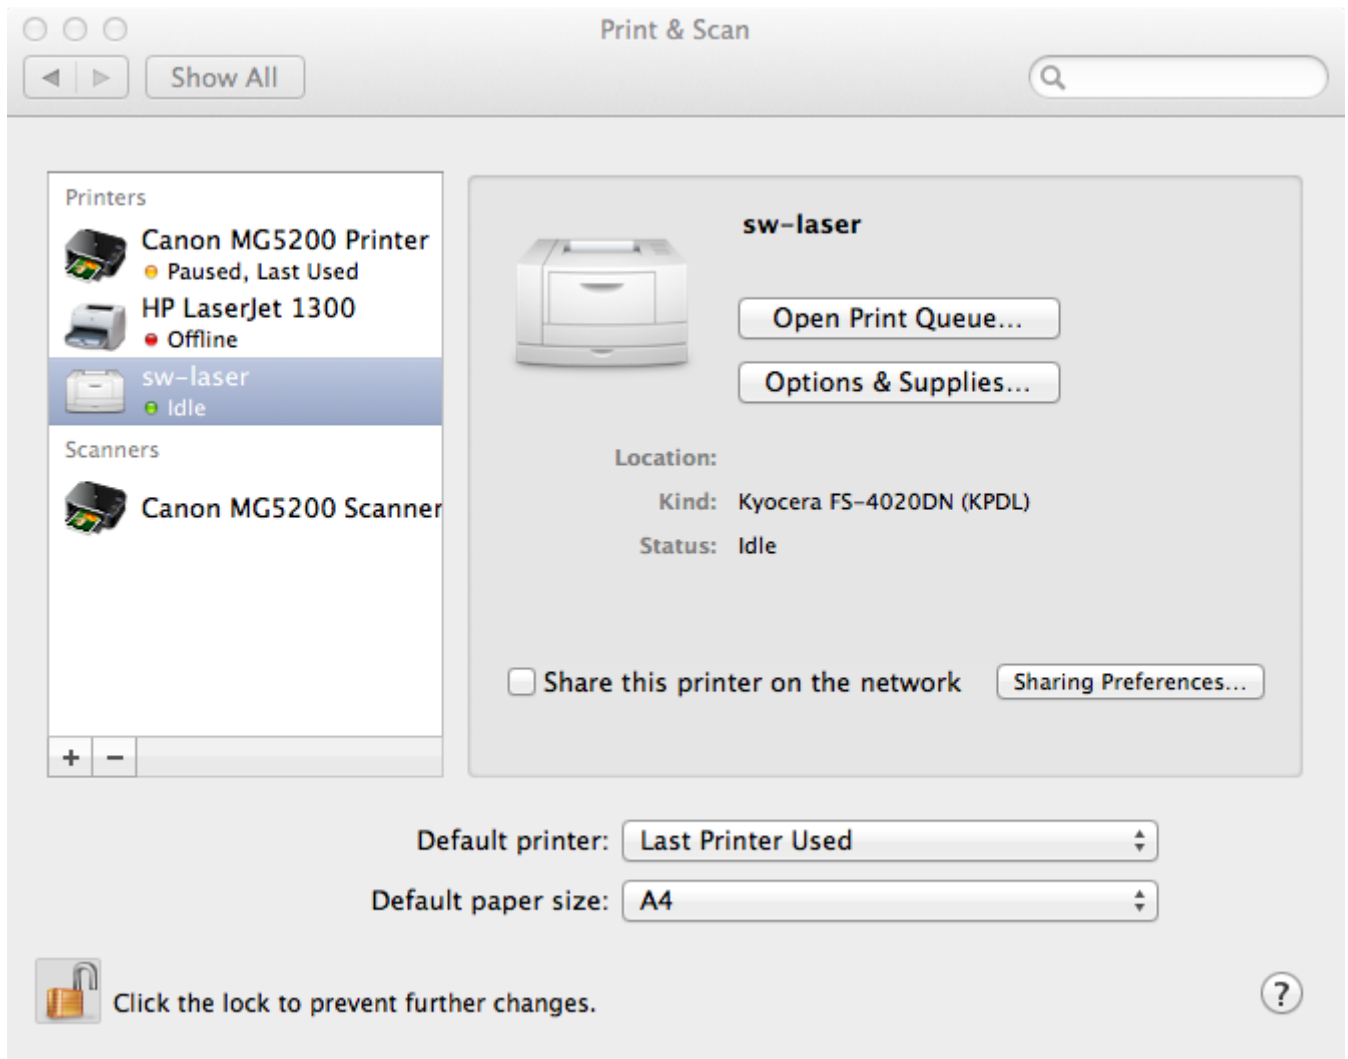 Print & Scan
Show All
Printers
Canon MG5200 Printer
Paused, Last Used
HP LaserJet 1300
Offline
sw-laser
Idle
Scanners
Canon MG5200 Scanner
+ −
sw-laser
Open Print Queue...
Options & Supplies...
Location:
Kind: Kyocera FS-4020DN (KPDL)
Status: Idle
Share this printer on the network Sharing Preferences...
Default printer: Last Printer Used
Default paper size: A4
Click the lock to prevent further changes.
?